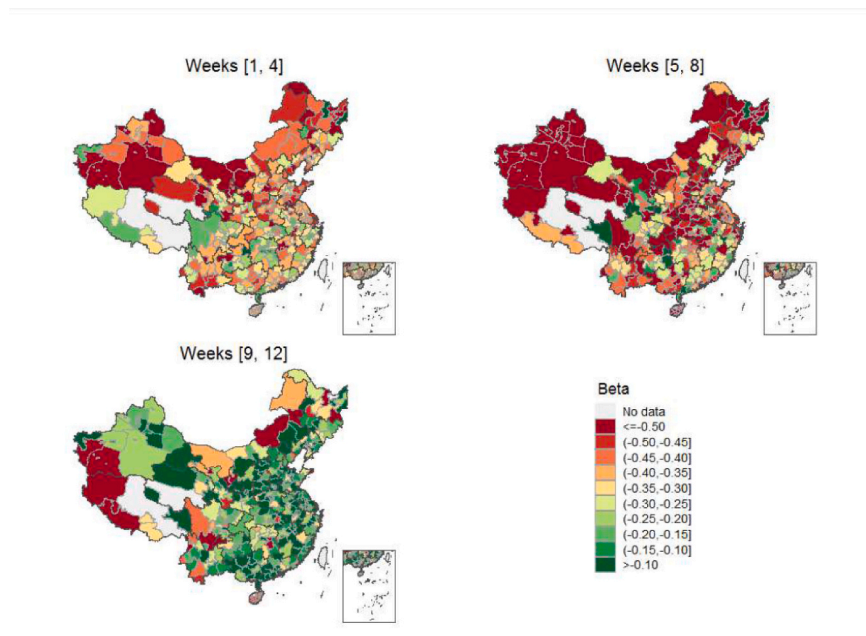 Weeks [1, 4]
Weeks [5, 8]
Weeks [9, 12]
Beta
No data
<=-0.50
(-0.50,-0.45]
(-0.45,-0.40]
(-0.40,-0.35]
(-0.35,-0.30]
(-0.30,-0.25]
(-0.25,-0.20]
(-0.20,-0.15]
(-0.15,-0.10]
>-0.10